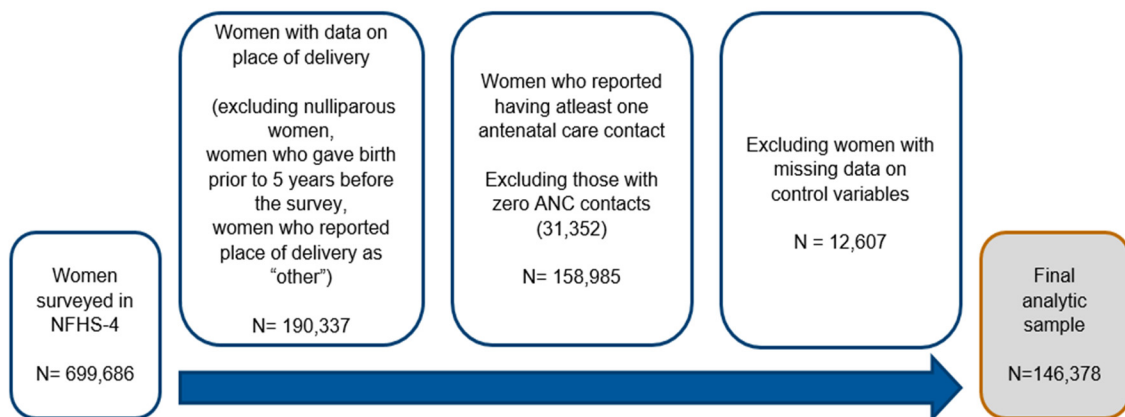 Women
surveyed in
NFHS-4
N= 699,686
Women with data on
place of delivery
(excluding nulliparous
women,
women who gave birth
prior to 5 years before
the survey,
women who reported
place of delivery as
“other”)
N= 190,337
Women who reported
having atleast one
antenatal care contact
Excluding those with
zero ANC contacts
(31,352)
N= 158,985
Excluding women with
missing data on
control variables
N = 12,607
Final
analytic
sample
N=146,378